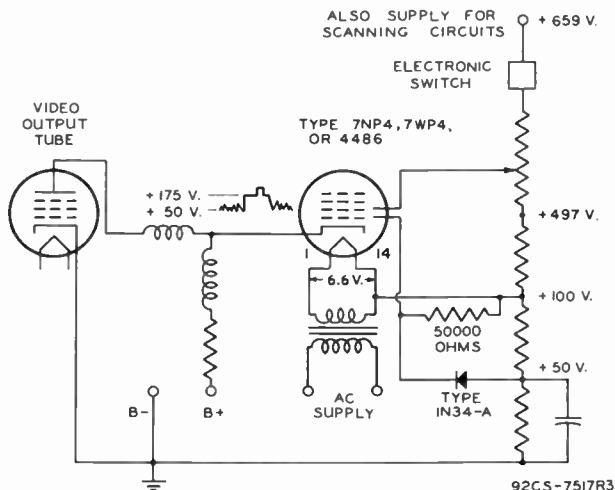 ALSO SUPPLY FOR
SCANNING CIRCUITS
+ 659 V.
ELECTRONIC
SWITCH
VIDEO
OUTPUT
TUBE
TYPE 7NP4, 7WP4,
OR 4486
+ 175 V.
+ 50 V.
+ 497 V.
1
14
6.6 V.
+ 100 V.
50000
OHMS
+ 50 V.
B-
B+
AC
SUPPLY
TYPE
1N34-A
92CS-7517R3